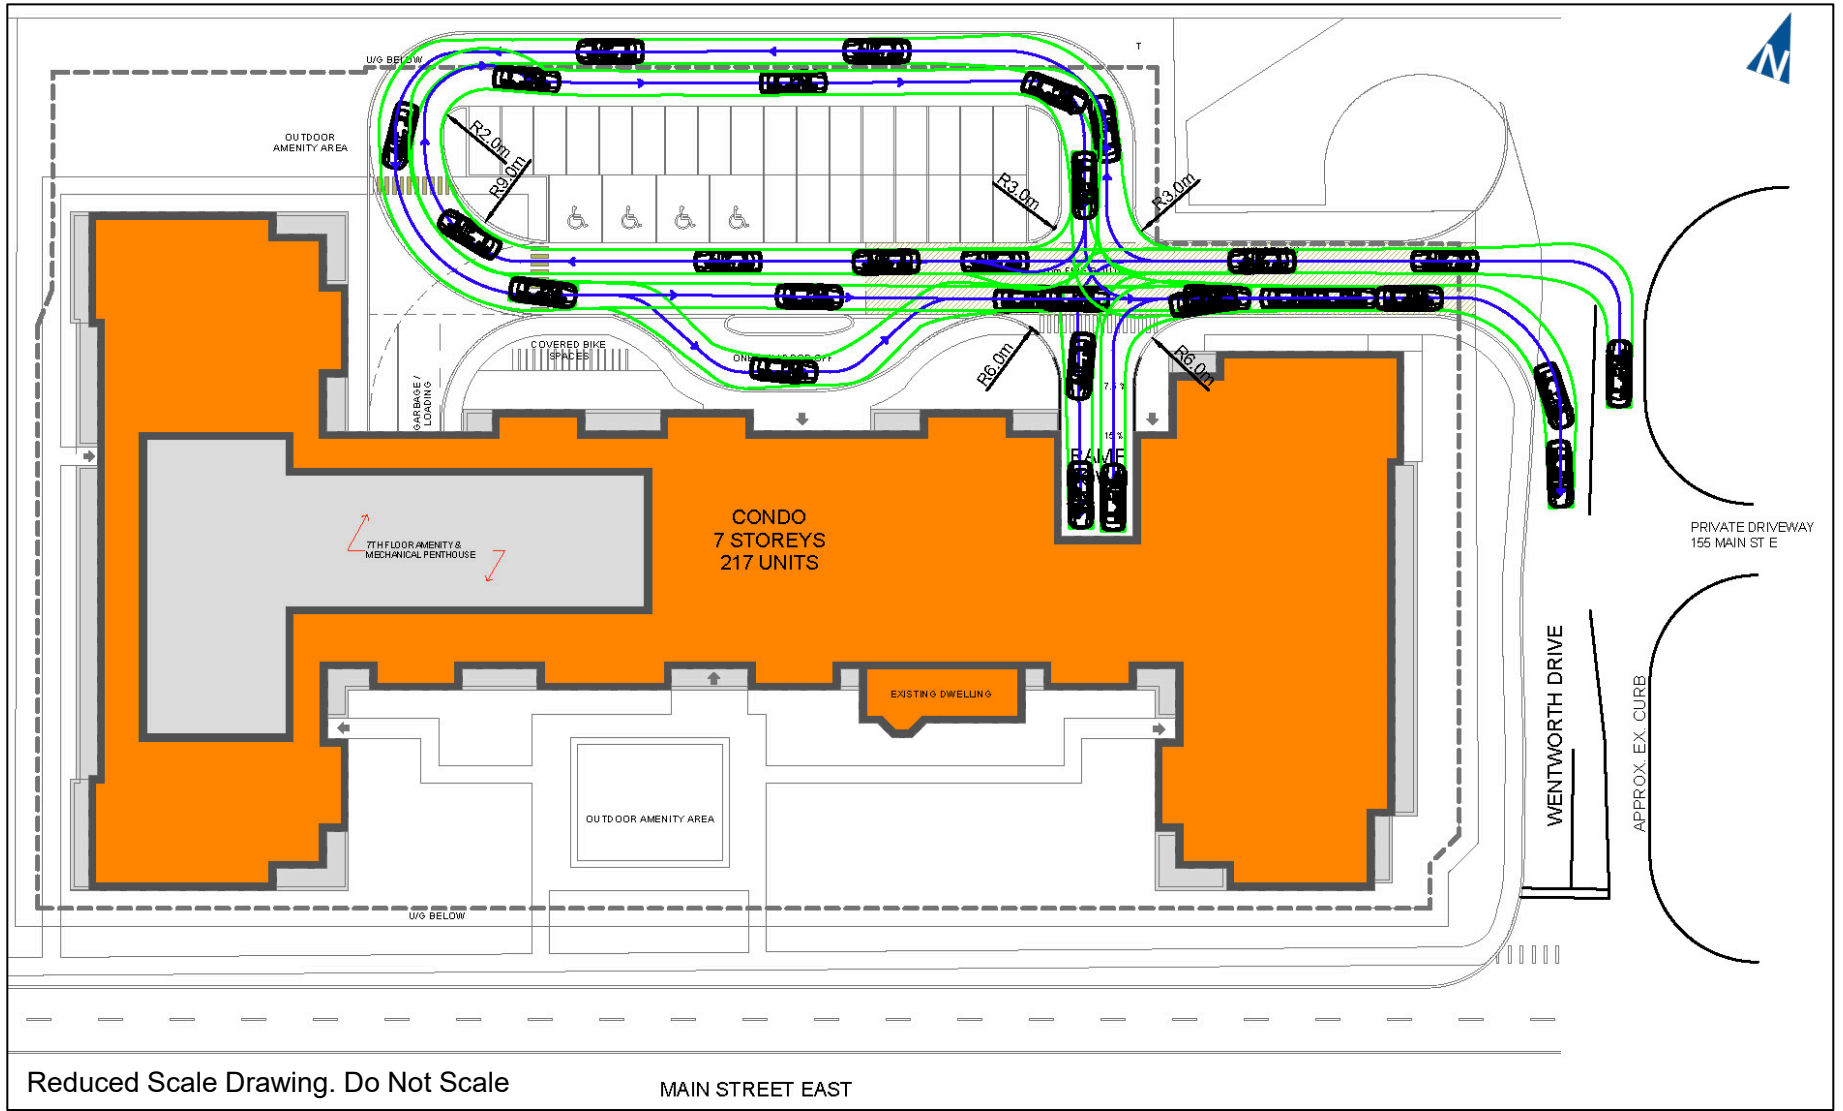 T
N
U/G BELOW
OUTDOOR
AMENITY AREA
R2.0m
R9.0m
R3.0m
R3.0m
COVERED BIKE
SPACES
R6.0m
R6.0m
GARBAGE /
LOADING
15 %
7TH FLOOR AMENITY &
MECHANICAL PENTHOUSE
CONDO
7 STOREYS
217 UNITS
PRIVATE DRIVEWAY
155 MAIN ST E
EXISTING DWELLING
WENTWORTH DRIVE
APPROX. EX. CURB
OUTDOOR AMENITY AREA
U/G BELOW
Reduced Scale Drawing. Do Not Scale
MAIN STREET EAST